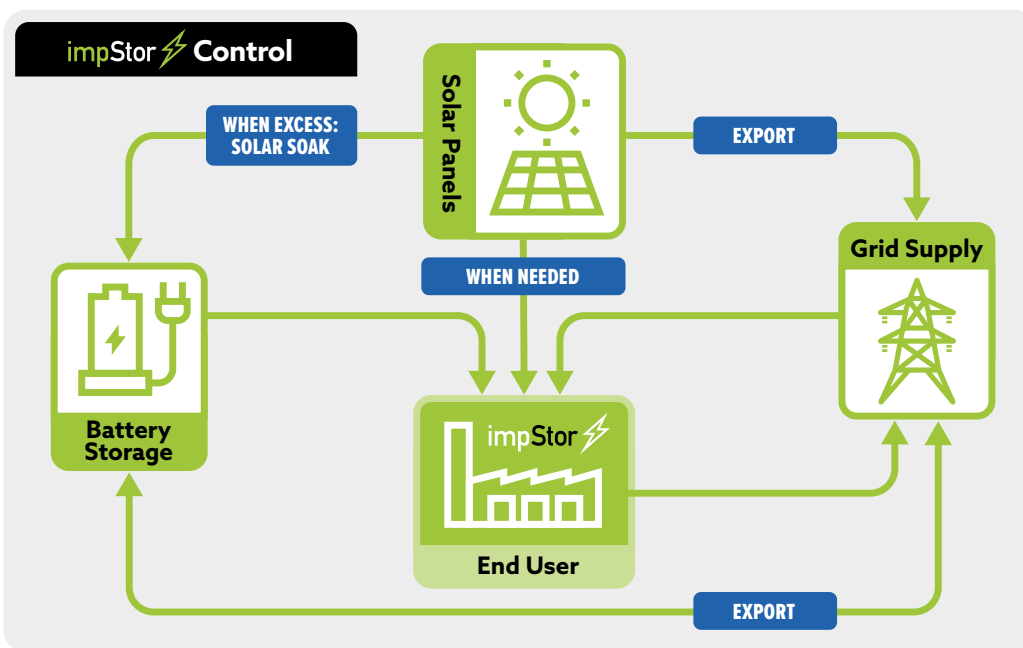 impStor Control
Solar Panels
WHEN EXCESS:
SOLAR SOAK
EXPORT
Grid Supply
WHEN NEEDED
Battery
Storage
impStor
End User
EXPORT